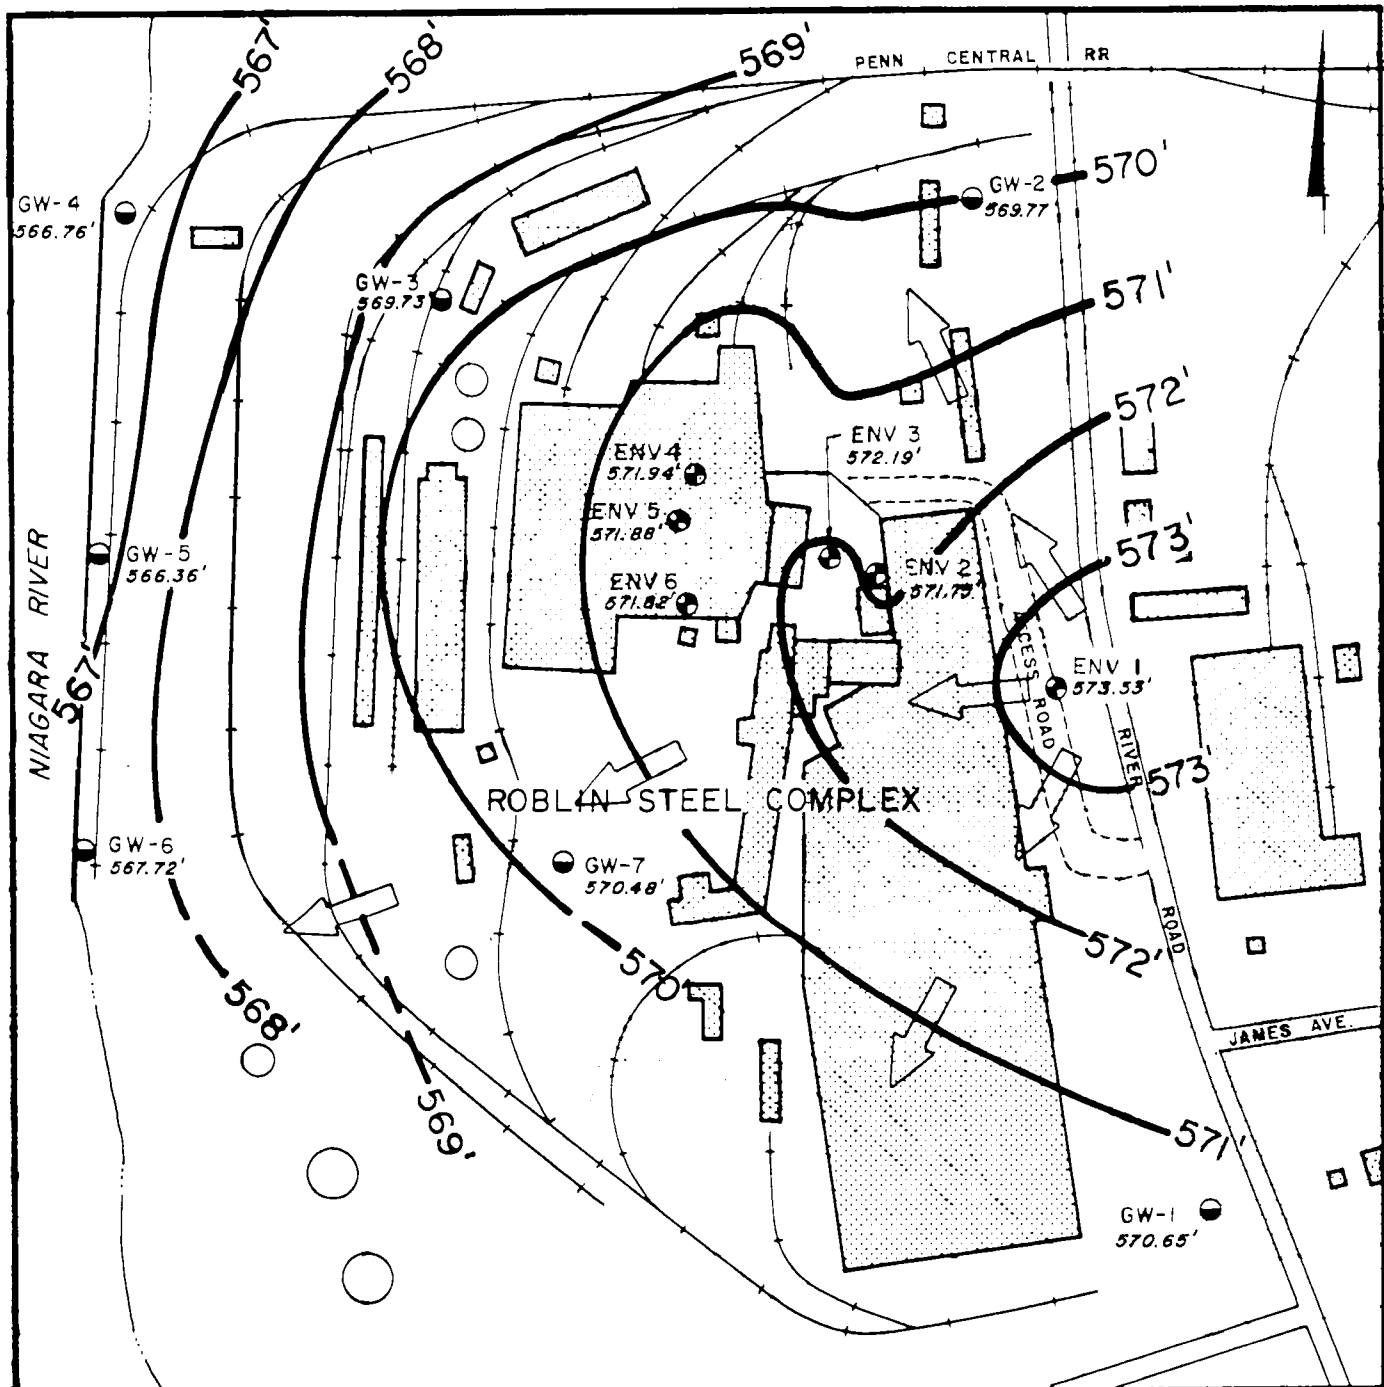 567'
568'
569'
PENN CENTRAL RR
570'
GW-2
569.77'
GW-4
566.76'
GW-3
569.73'
571'
572'
ENV 3
572.19'
ENV 4
571.94'
ENV 5
571.88'
573'
GW-5
566.36'
ENV 2
571.75'
ENV 6
571.82'
NIAGARA RIVER
567'
ACCESS ROAD
ENV 1
573.53'
RIVER ROAD
573'
ROBLIN STEEL COMPLEX
GW-6
567.72'
GW-7
570.48'
572'
570'
568'
JAMES AVE.
569'
571'
GW-1
570.65'